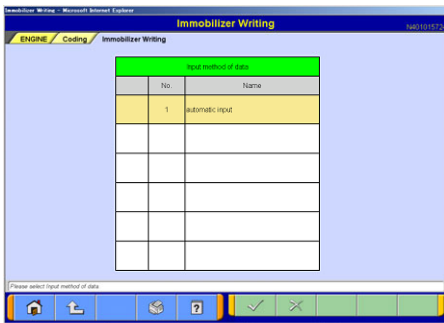 Immobilizer Writing - Microsoft Internet Explorer
Immobilizer Writing
N40101572
ENGINE Coding Immobilizer Writing
Input method of data
No. Name
1 automatic input
Please select Input method of data.
?